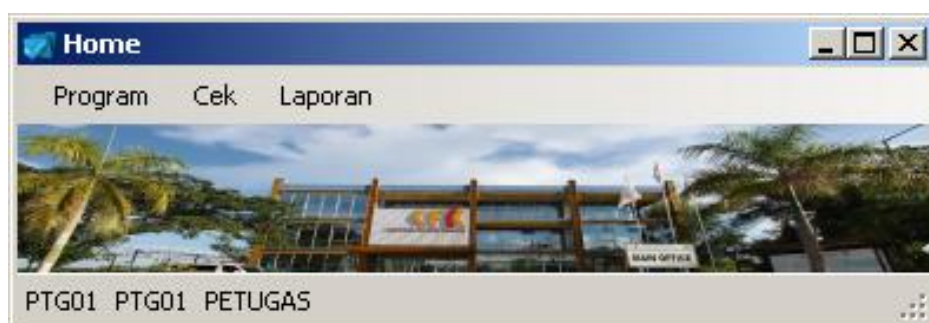 Home
Program Cek Laporan
MAIN OFFICE
PTG01 PTG01 PETUGAS